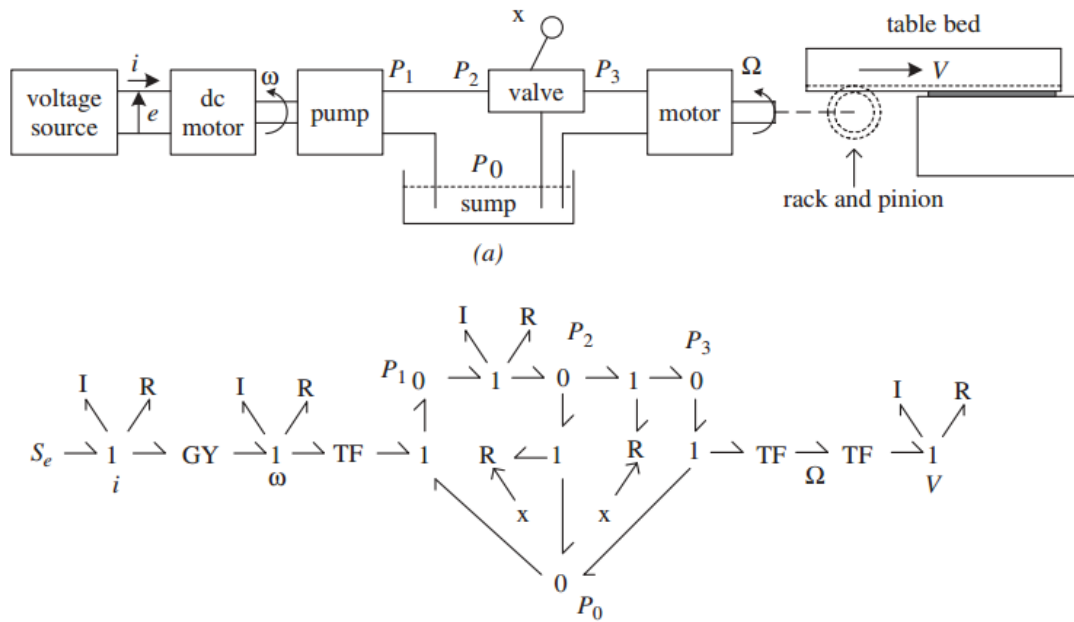 x
table bed
i
P1 P2 P3 Ω V
voltage source
e
dc motor
ω
pump
valve
motor
P0
sump
rack and pinion
(a)
I R P2 P3
I R I R P1 0 1 0 1 0 I R
Se 1 GY 1 TF 1 R 1 R 1 TF TF 1
i ω Ω V
x x
0 P0